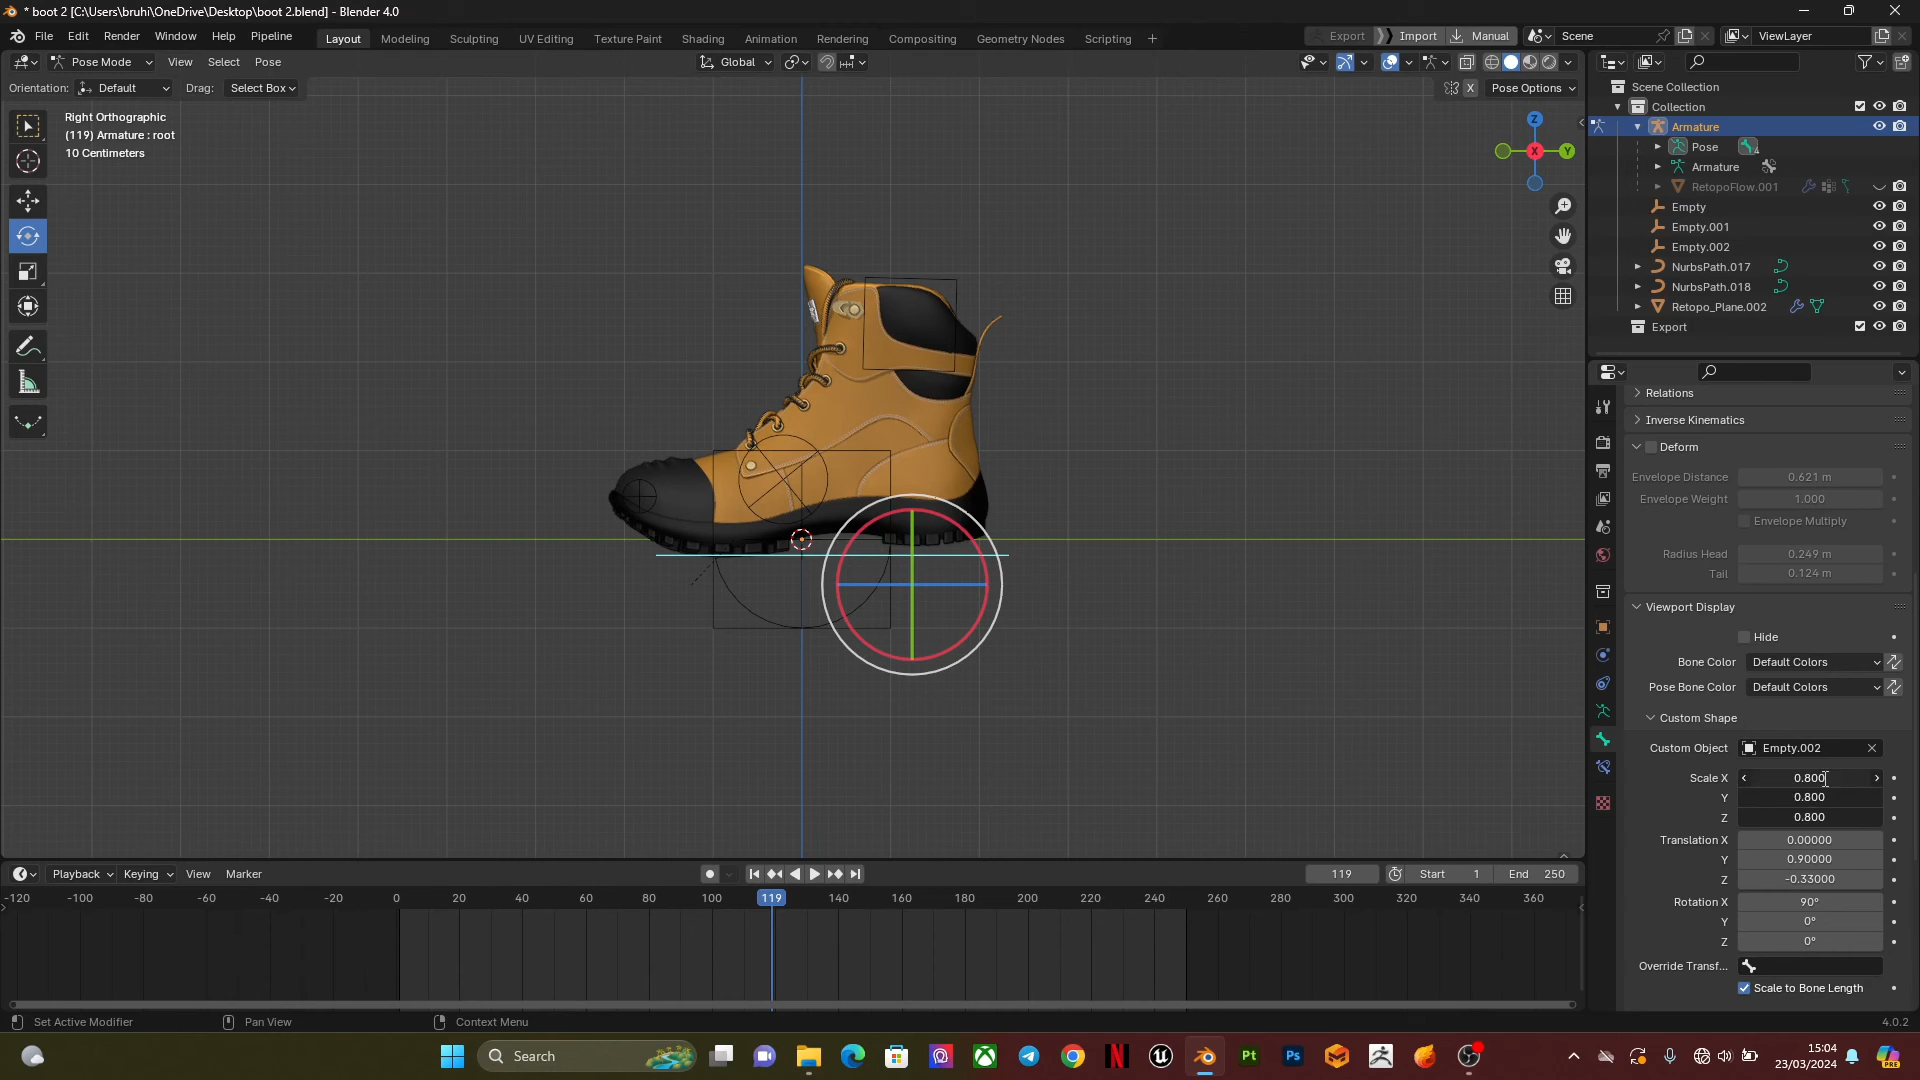 * boot 2 [C:\Users\bruhi\OneDrive\Desktop\boot 2.blend] - Blender 4.0
File Edit Render Window Help Pipeline
Layout Modeling Sculpting UV Editing Texture Paint Shading Animation Rendering Compositing Geometry Nodes Scripting +
Export Import Manual Scene ViewLayer
Pose Mode View Select Pose Global
Orientation: Default Drag: Select Box X Pose Options
Right Orthographic
(119) Armature : root
10 Centimeters
Z
X
Y
Scene Collection
Collection
Armature
Pose
Armature
RetopoFlow.001
Empty
Empty.001
Empty.002
NurbsPath.017
NurbsPath.018
Retopo_Plane.002
Export
Relations
Inverse Kinematics
Deform
Envelope Distance 0.621 m
Envelope Weight 1.000
Envelope Multiply
Radius Head 0.249 m
Tail 0.124 m
Viewport Display
Hide
Bone Color Default Colors
Pose Bone Color Default Colors
Custom Shape
Custom Object Empty.002
Scale X 0.800
Y 0.800
Z 0.800
Translation X 0.00000
Y 0.90000
Z -0.33000
Rotation X 90°
Y 0°
Z 0°
Override Transf...
Scale to Bone Length
Playback Keying View Marker 119 Start 1 End 250
-120 -100 -80 -60 -40 -20 0 20 40 60 80 100 119 140 160 180 200 220 240 260 280 300 320 340 360
Set Active Modifier Pan View Context Menu 4.0.2
Search
Pt Ps
15:04
23/03/2024
PRE